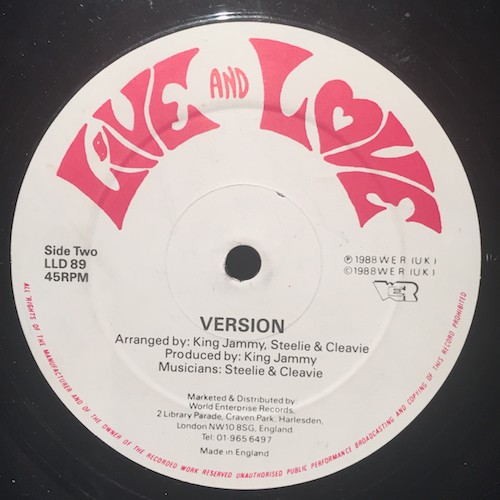 LIVE AND LOVE
Side Two
LLD 89
45RPM
℗ 1988 W E R (U K)
© 1988 W E R (U K)
WER
VERSION
Arranged by: King Jammy, Steelie & Cleavie
Produced by: King Jammy
Musicians: Steelie & Cleavie
Marketed & Distributed by:
World Enterprise Records,
2 Library Parade, Craven Park, Harlesden,
London NW10 8SG, England.
Tel: 01-965 6497
Made in England
ALL RIGHTS OF THE MANUFACTURER AND OF THE OWNER OF THE RECORDED WORK RESERVED UNAUTHORISED PUBLIC PERFORMANCE BROADCASTING AND COPYING OF THIS RECORD PROHIBITED